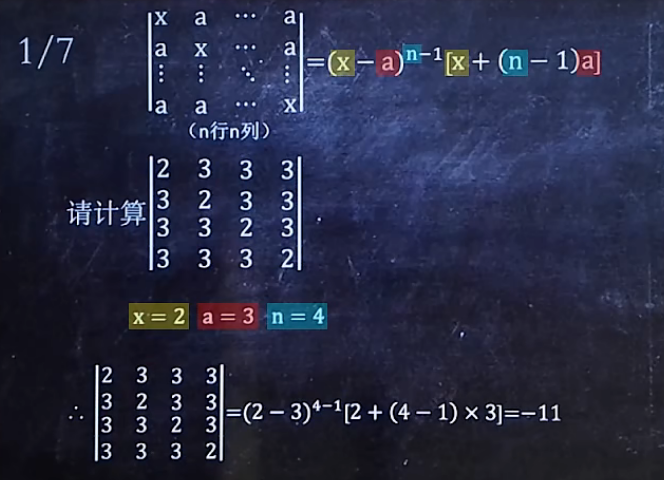 1/7
|x a ⋯ a|
|a x ⋯ a|
|⋮ ⋮ ⋱ ⋮| =(x − a)ⁿ⁻¹[x + (n − 1)a]
|a a ⋯ x|
（n行n列）
|2 3 3 3|
|3 2 3 3|
请计算
|3 3 2 3|
|3 3 3 2|
x = 2 a = 3 n = 4
|2 3 3 3|
|3 2 3 3|
∴ =(2 − 3)⁴⁻¹[2 + (4 − 1) × 3]=−11
|3 3 2 3|
|3 3 3 2|